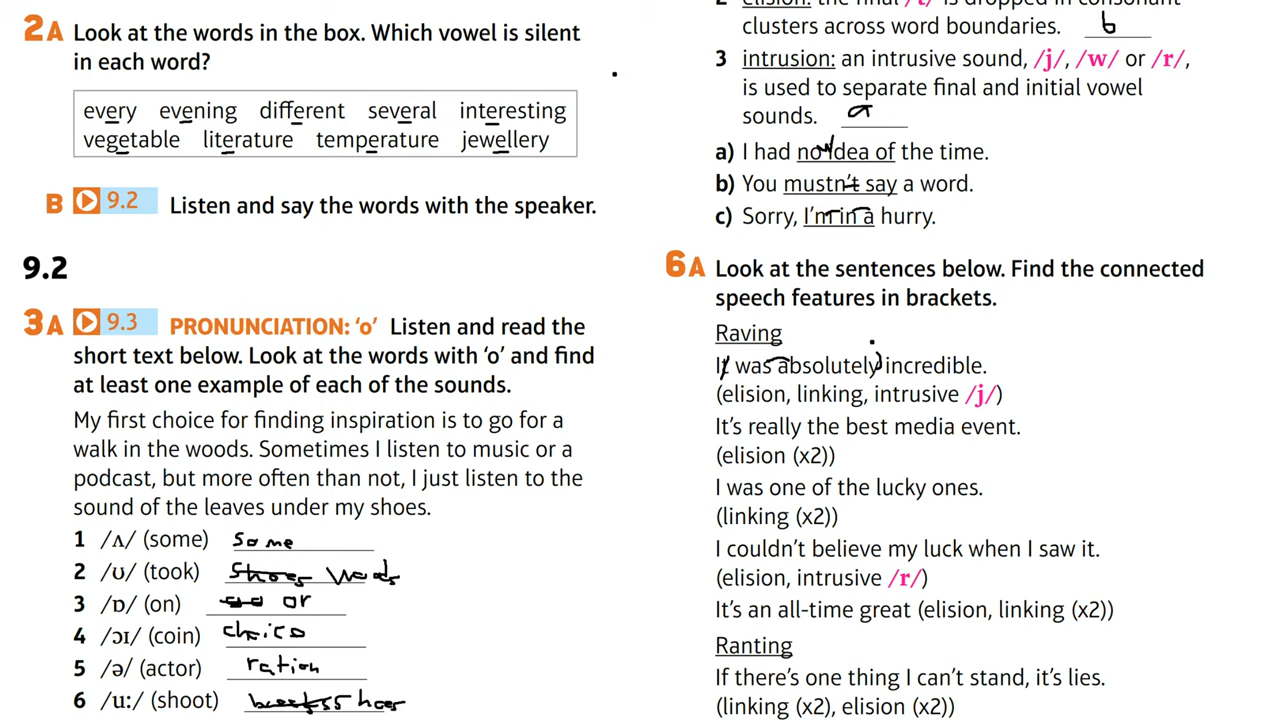 2A Look at the words in the box. Which vowel is silent
in each word?
every evening different several interesting
vegetable literature temperature jewellery
B 9.2 Listen and say the words with the speaker.
9.2
3A 9.3 PRONUNCIATION: 'o' Listen and read the
short text below. Look at the words with 'o' and find
at least one example of each of the sounds.
My first choice for finding inspiration is to go for a
walk in the woods. Sometimes I listen to music or a
podcast, but more often than not, I just listen to the
sound of the leaves under my shoes.
1 /ʌ/ (some) some
2 /ʊ/ (took) shoes woods
3 /ɒ/ (on) or
4 /ɔɪ/ (coin) choice
5 /ə/ (actor) ration
6 /uː/ (shoot) shoes
2 elision: the final /t/ is dropped in consonant
clusters across word boundaries. b
3 intrusion: an intrusive sound, /j/, /w/ or /r/,
is used to separate final and initial vowel
sounds. a
a) I had no idea of the time.
b) You mustn't say a word.
c) Sorry, I'm in a hurry.
6A Look at the sentences below. Find the connected
speech features in brackets.
Raving
It was absolutely incredible.
(elision, linking, intrusive /j/)
It's really the best media event.
(elision (x2))
I was one of the lucky ones.
(linking (x2))
I couldn't believe my luck when I saw it.
(elision, intrusive /r/)
It's an all-time great (elision, linking (x2))
Ranting
If there's one thing I can't stand, it's lies.
(linking (x2), elision (x2))